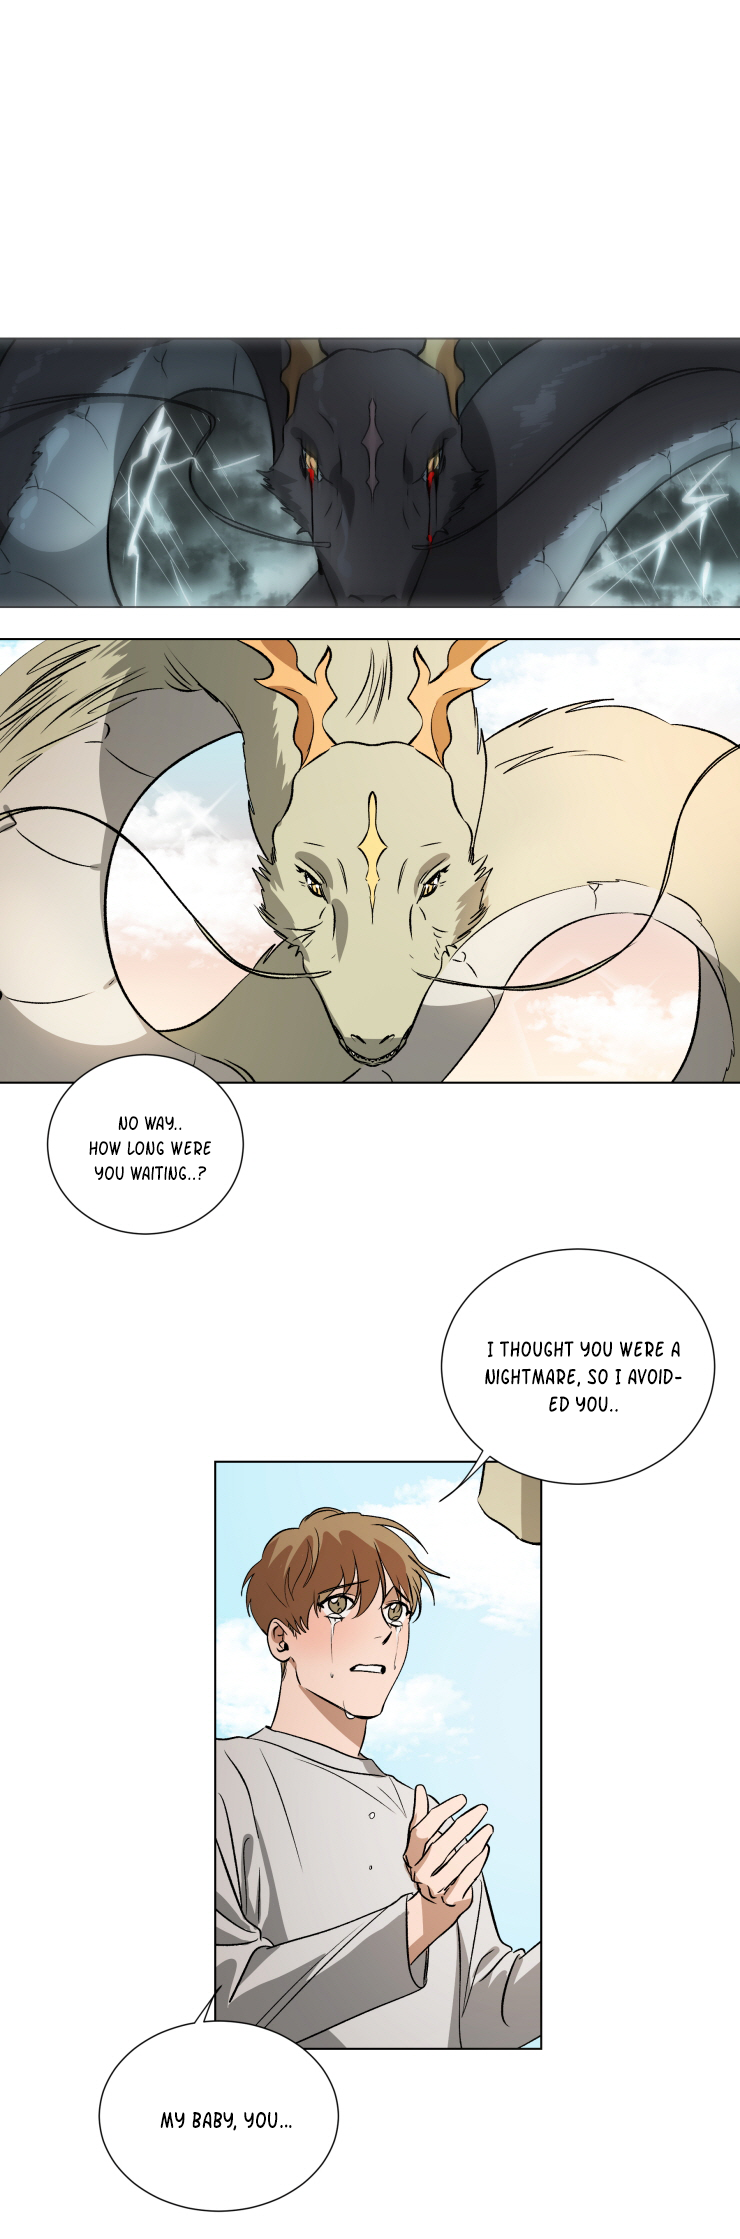 NO WAY..
HOW LONG WERE
YOU WAITING..?
I THOUGHT YOU WERE A
NIGHTMARE, SO I AVOID-
ED YOU..
MY BABY, YOU...